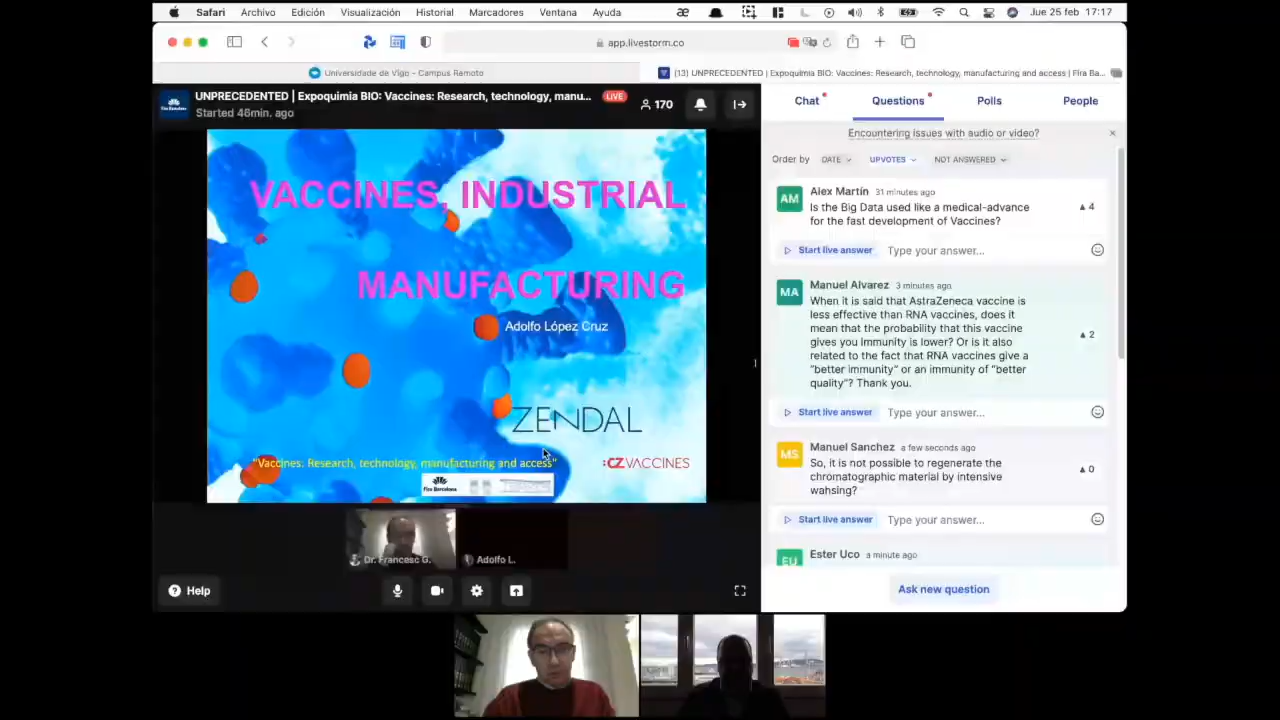 Safari Archivo Edición Visualización Historial Marcadores Ventana Ayuda Jue 25 feb 17:17
app.livestorm.co
Universidade de Vigo – Campus Remoto
(13) UNPRECEDENTED | Expoquimia BIO: Vaccines: Research, technology, manufacturing and access | Fira Ba...
UNPRECEDENTED | Expoquimia BIO: Vaccines: Research, technology, manu... LIVE
Started 46min. ago
170
VACCINES, INDUSTRIAL
MANUFACTURING
Adolfo López Cruz
ZENDAL
CZVACCINES
"Vaccines: Research, technology, manufacturing and access"
Fira Barcelona
Dr. Francesc G.
Adolfo L.
Help
Chat Questions Polls People
Encountering issues with audio or video?
Order by DATE UPVOTES NOT ANSWERED
AM
Alex Martín 31 minutes ago
Is the Big Data used like a medical-advance
for the fast development of Vaccines?
4
Start live answer Type your answer...
MA
Manuel Alvarez 3 minutes ago
When it is said that AstraZeneca vaccine is
less effective than RNA vaccines, does it
mean that the probability that this vaccine
gives you immunity is lower? Or is it also
related to the fact that RNA vaccines give a
"better immunity" or an immunity of "better
quality"? Thank you.
2
Start live answer Type your answer...
MS
Manuel Sanchez a few seconds ago
So, it is not possible to regenerate the
chromatographic material by intensive
wahsing?
0
Start live answer Type your answer...
EU
Ester Uco a minute ago
Ask new question